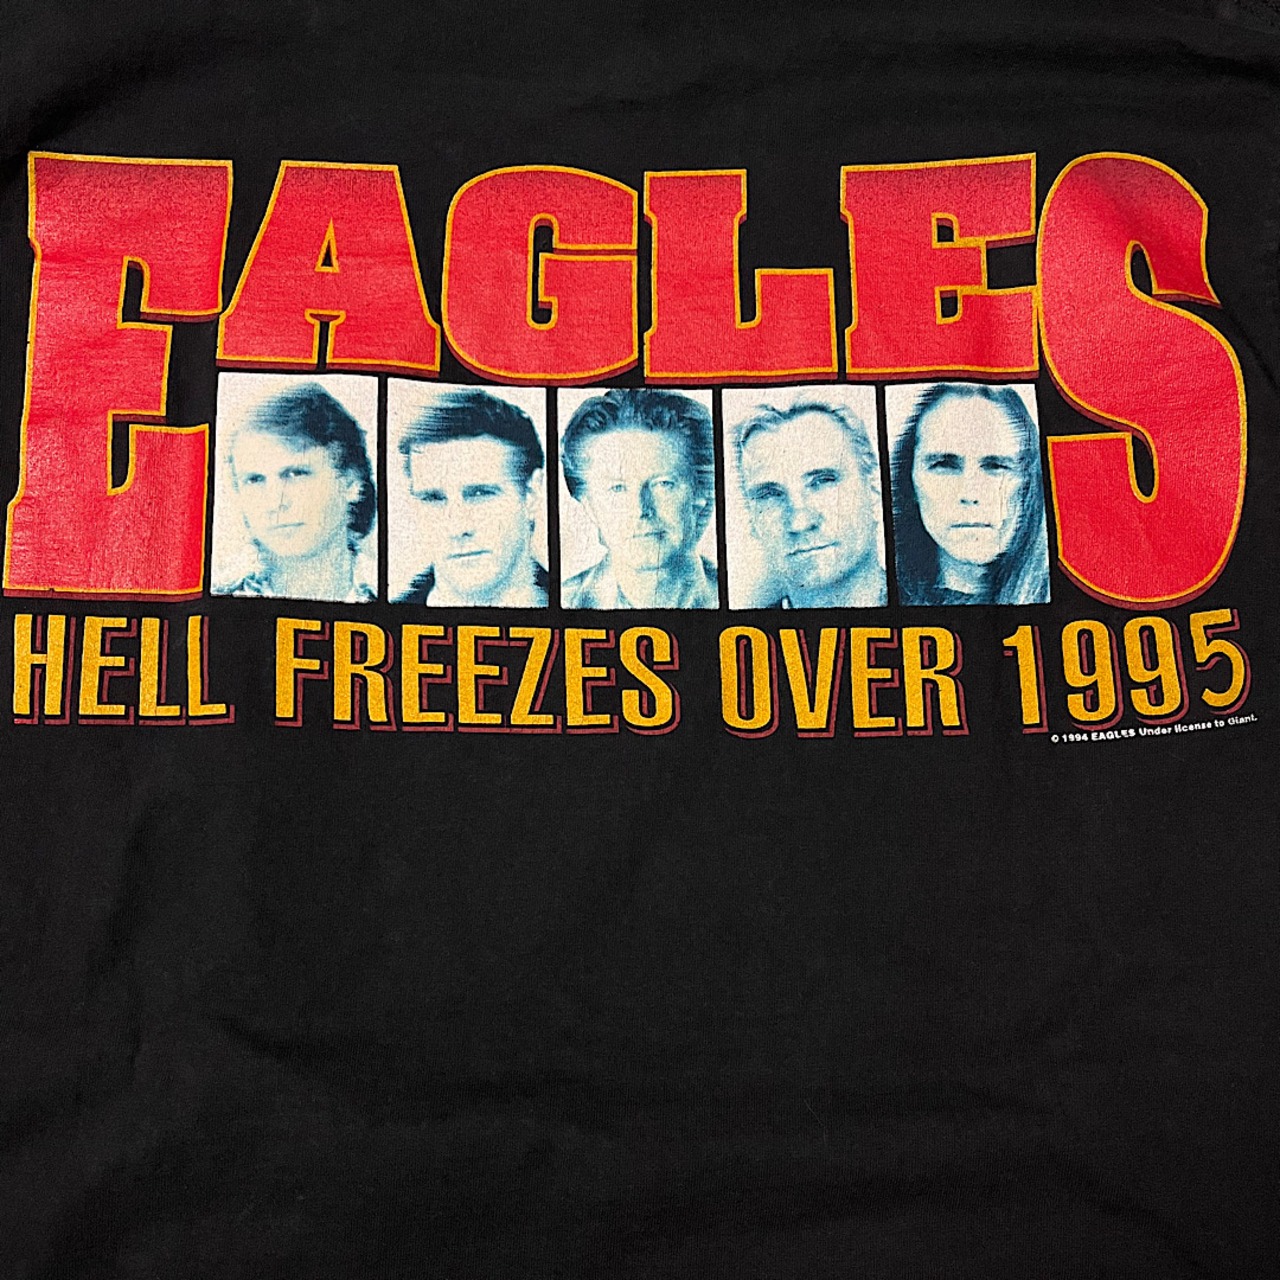 EAGLES
HELL FREEZES OVER 1995
© 1994 EAGLES Under license to Giant.